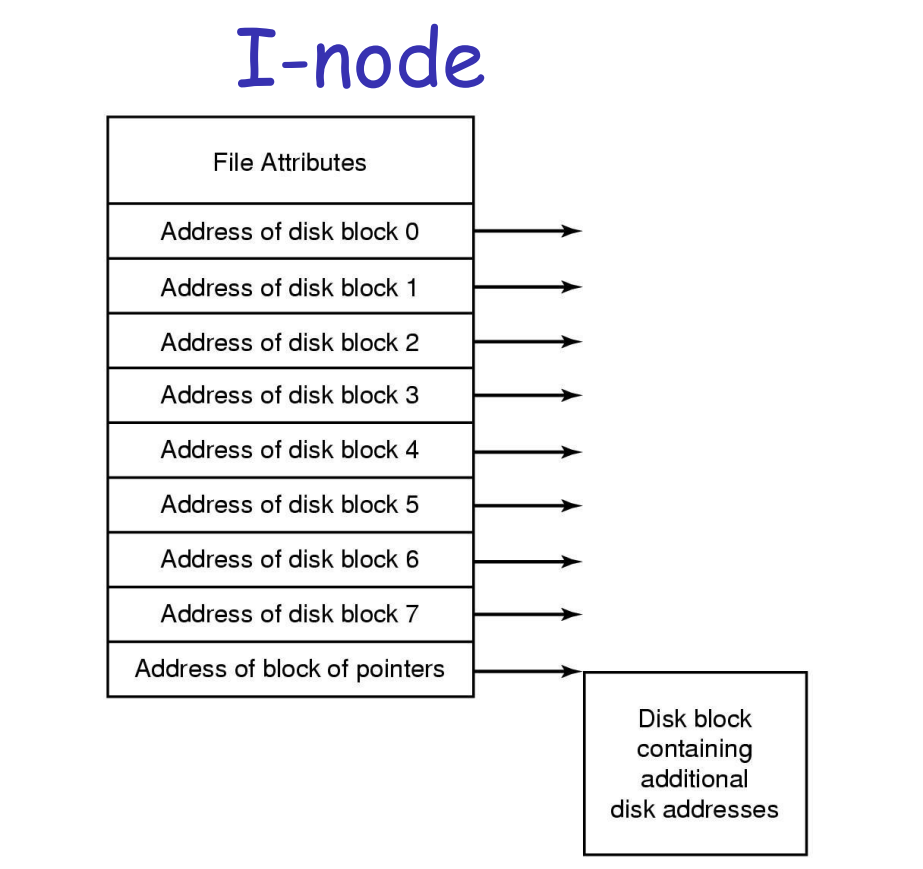 I-node
File Attributes
Address of disk block 0
Address of disk block 1
Address of disk block 2
Address of disk block 3
Address of disk block 4
Address of disk block 5
Address of disk block 6
Address of disk block 7
Address of block of pointers
Disk block
containing
additional
disk addresses